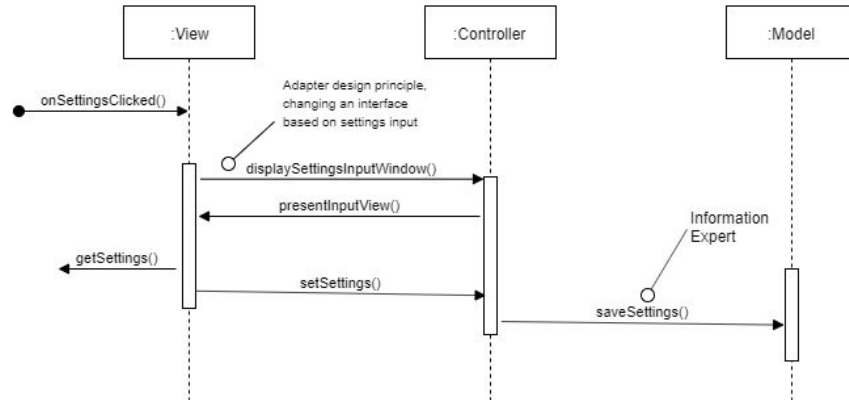 :View
:Controller
:Model
Adapter design principle,
changing an interface
based on settings input
onSettingsClicked()
displaySettingsInputWindow()
presentInputView()
Information
Expert
getSettings()
setSettings()
saveSettings()